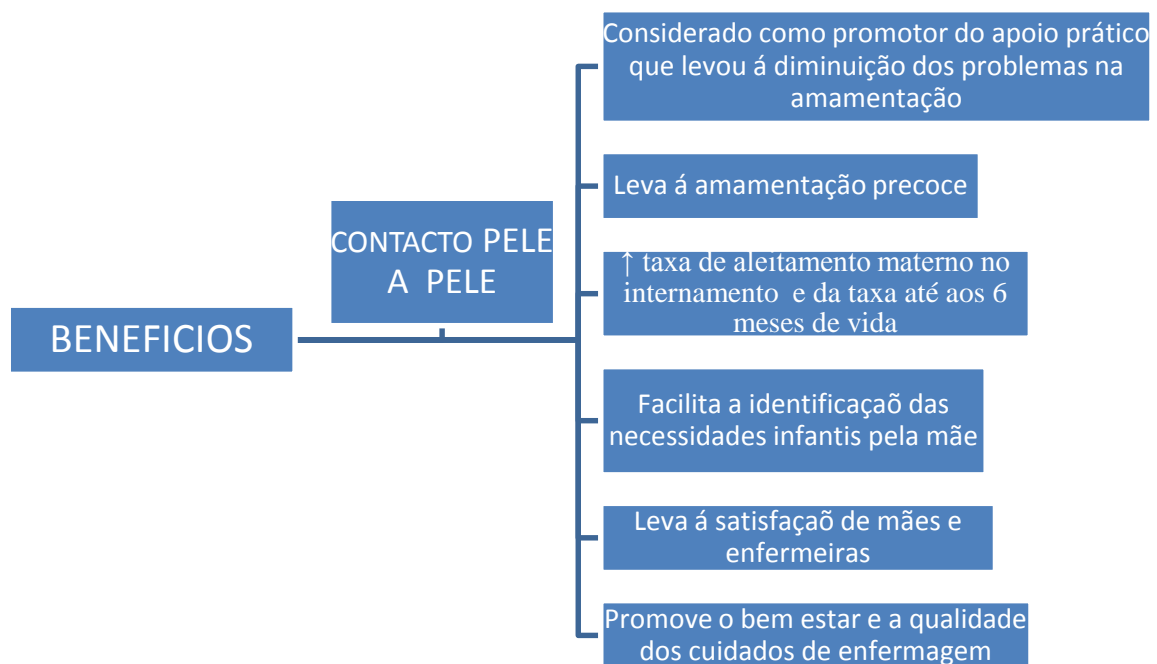 BENEFICIOS
CONTACTO PELE
A PELE
Considerado como promotor do apoio prático
que levou á diminuição dos problemas na
amamentação
Leva á amamentação precoce
↑ taxa de aleitamento materno no
internamento e da taxa até aos 6
meses de vida
Facilita a identificaçaõ das
necessidades infantis pela mãe
Leva á satisfaçaõ de mães e
enfermeiras
Promove o bem estar e a qualidade
dos cuidados de enfermagem